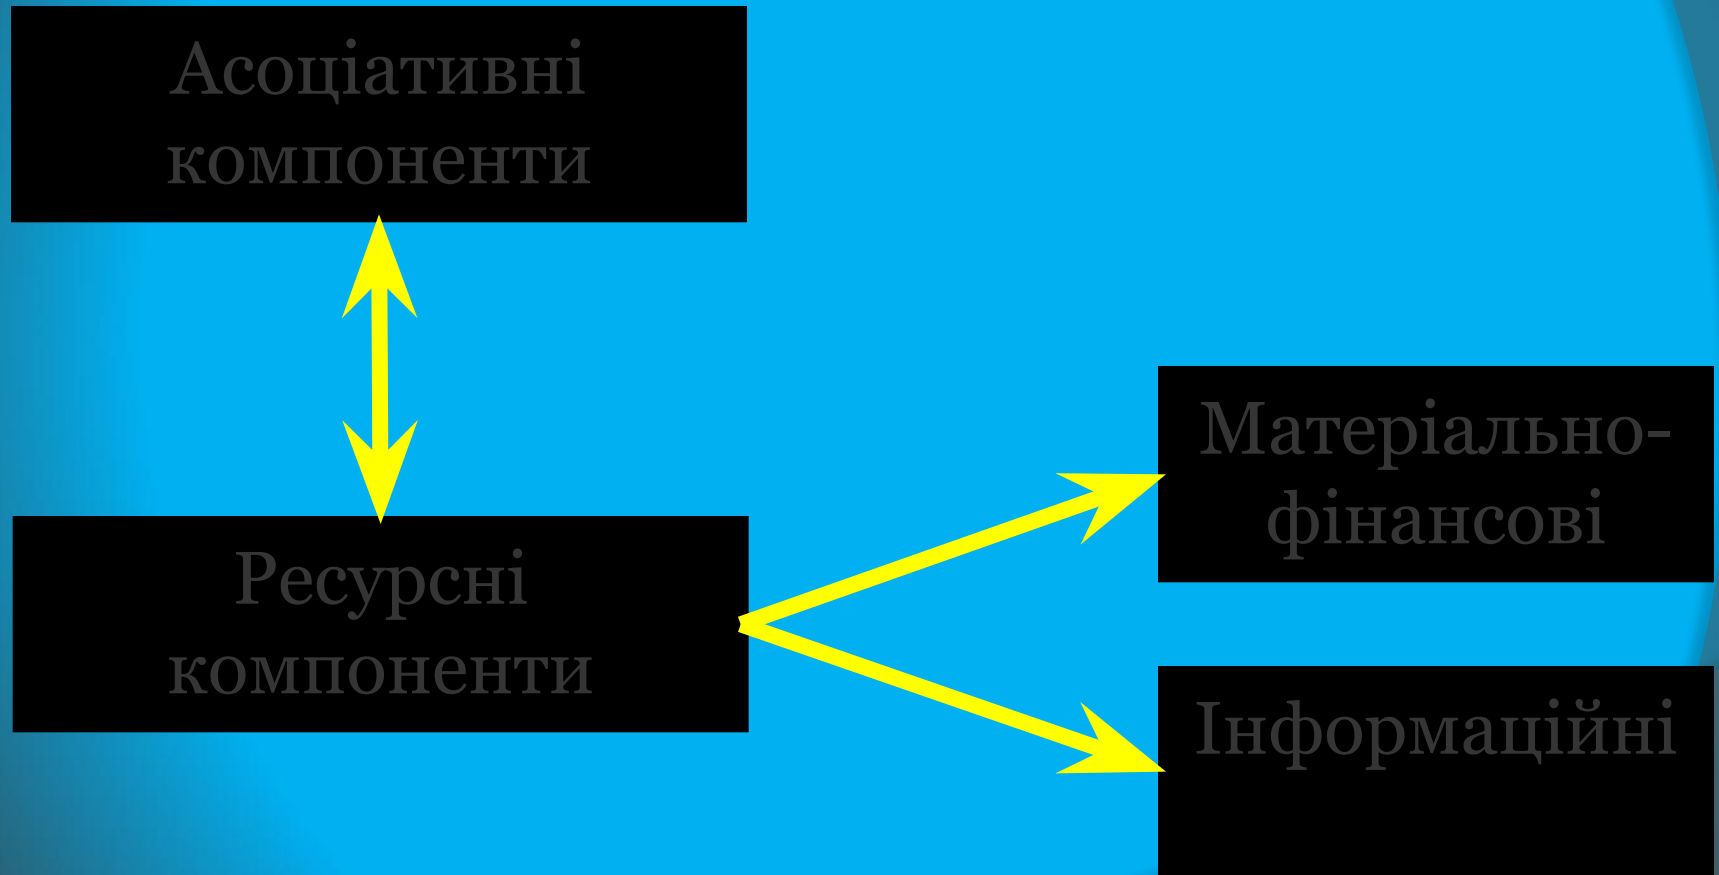 Асоціативні
компоненти
Ресурсні
компоненти
Матеріально-
фінансові
Інформаційні